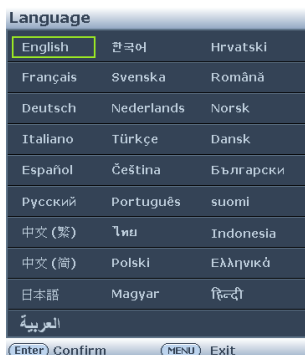 Language
English 한국어 Hrvatski
Français Svenska Română
Deutsch Nederlands Norsk
Italiano Türkçe Dansk
Español Čeština Български
Русский Português suomi
中文 (繁) ไทย Indonesia
中文 (简) Polski Ελληνικά
日本語 Magyar हिन्दी
العربية
Enter Confirm MENU Exit